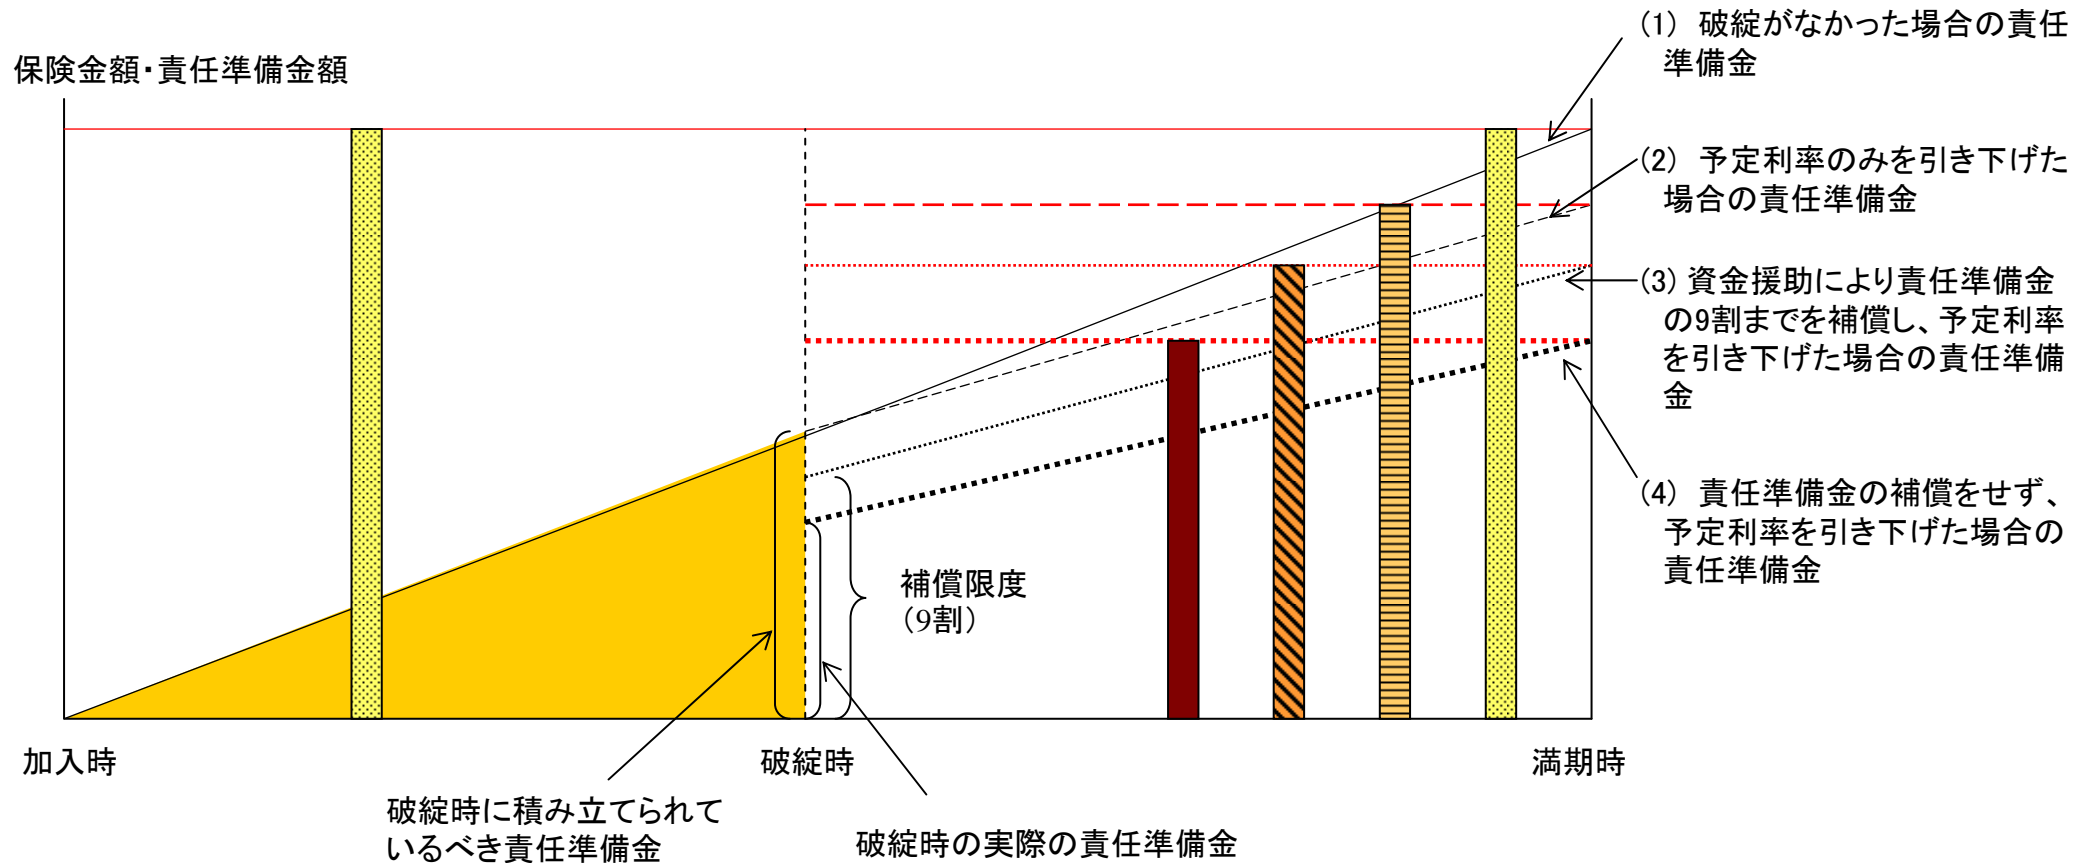 保険金額・責任準備金額
(1) 破綻がなかった場合の責任
準備金
(2) 予定利率のみを引き下げた
場合の責任準備金
(3) 資金援助により責任準備金
の9割までを補償し、予定利率
を引き下げた場合の責任準備
金
(4) 責任準備金の補償をせず、
予定利率を引き下げた場合の
責任準備金
補償限度
(9割)
加入時
破綻時
満期時
破綻時に積み立てられて
いるべき責任準備金
破綻時の実際の責任準備金